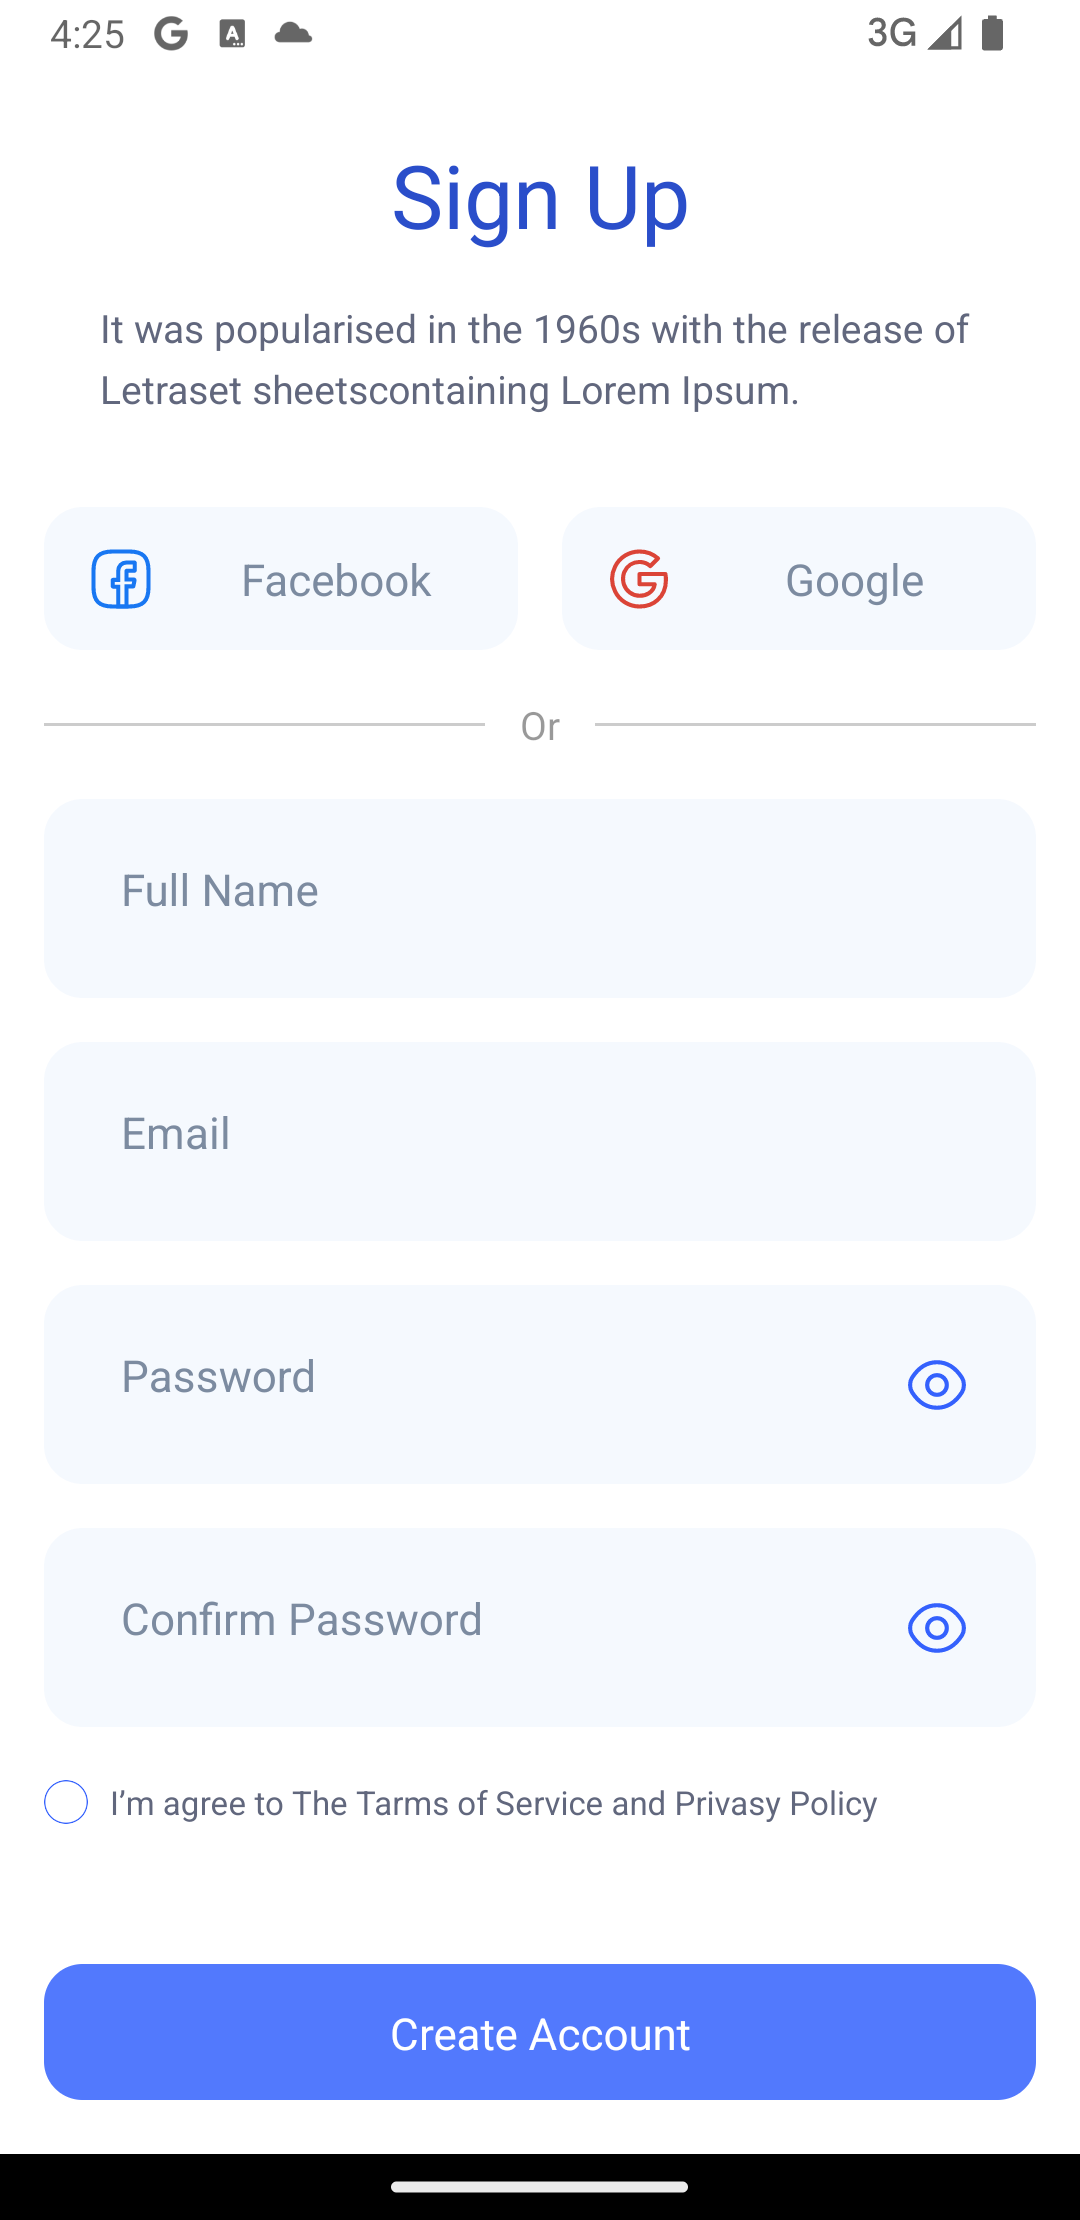 4:25
3G
Sign Up
It was popularised in the 1960s with the release of
Letraset sheetscontaining Lorem Ipsum.
Facebook
Google
Or
Full Name
Email
Password
Confirm Password
I’m agree to The Tarms of Service and Privasy Policy
Create Account